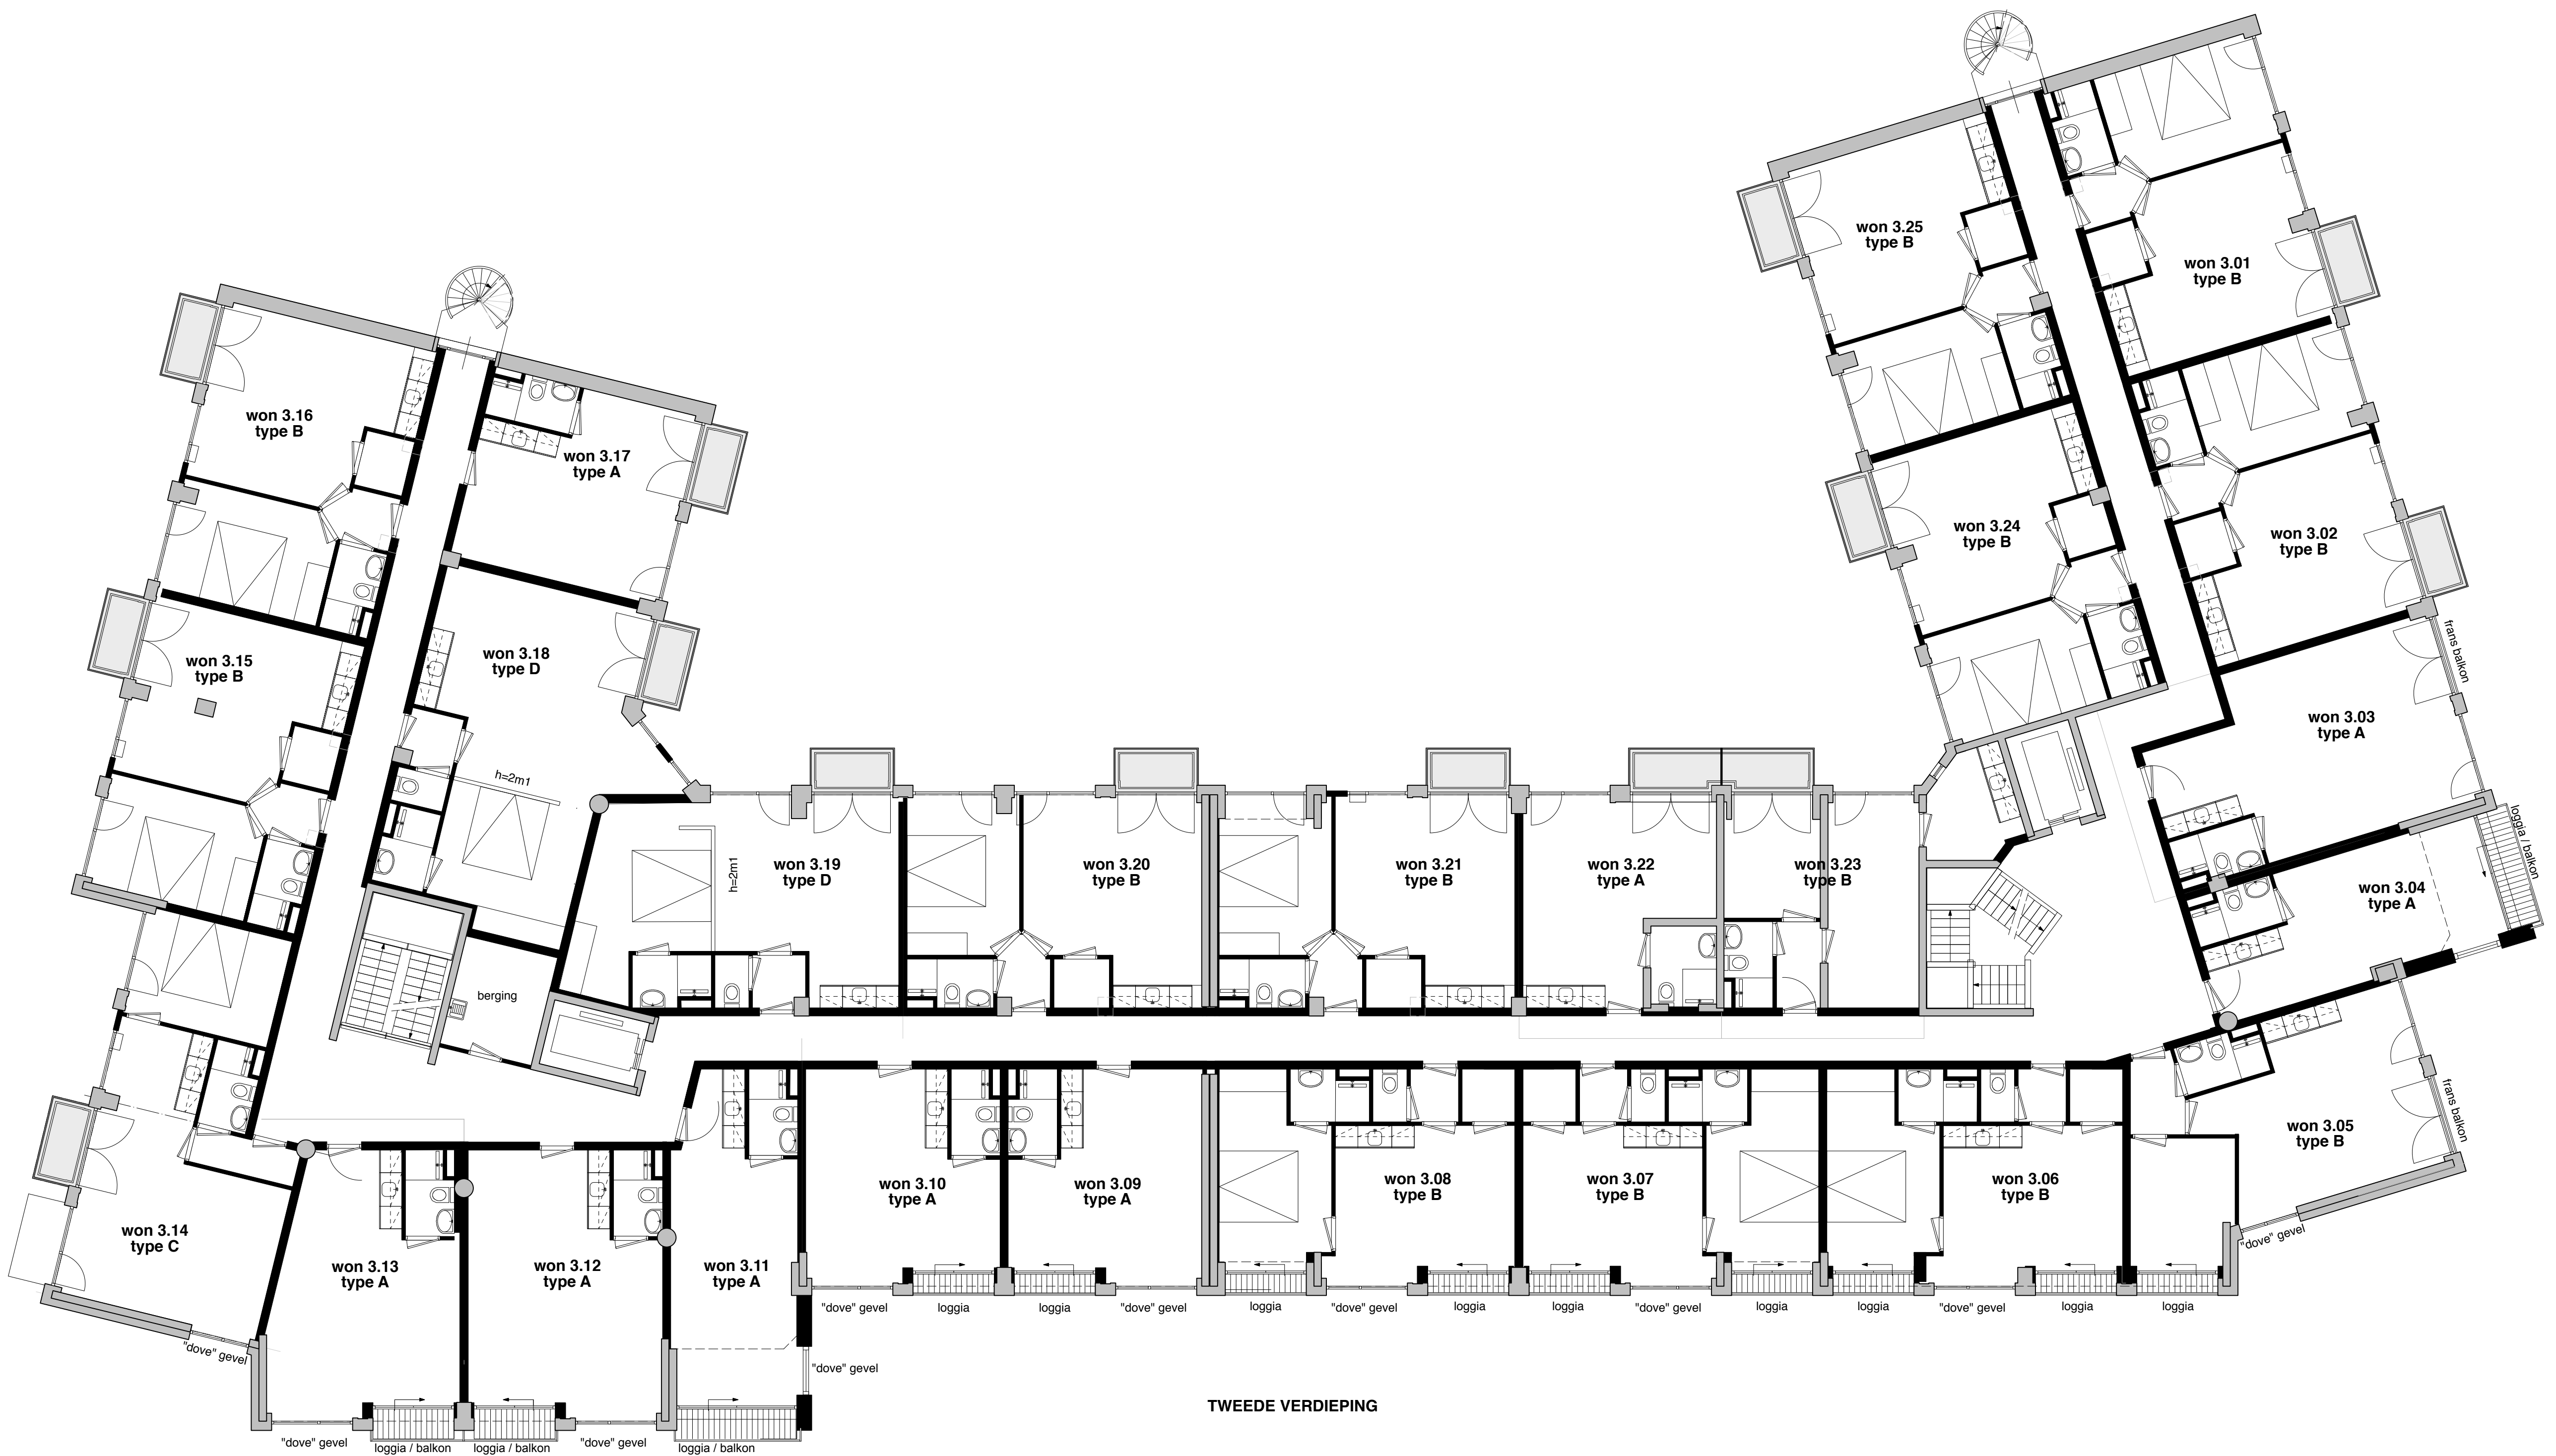 won 3.25
type B
won 3.01
type B
won 3.16
type B
won 3.17
type A
won 3.24
type B
won 3.02
type B
won 3.15
type B
won 3.18
type D
frans balkon
won 3.03
type A
h=2m1
loggia / balkon
won 3.19
type D
h=2m1
won 3.20
type B
won 3.21
type B
won 3.22
type A
won 3.23
type B
won 3.04
type A
berging
won 3.14
type C
won 3.13
type A
won 3.12
type A
won 3.11
type A
won 3.10
type A
won 3.09
type A
won 3.08
type B
won 3.07
type B
won 3.06
type B
won 3.05
type B
frans balkon
"dove" gevel
"dove" gevel
loggia
loggia
"dove" gevel
loggia
"dove" gevel
loggia
loggia
"dove" gevel
loggia
loggia
"dove" gevel
loggia
loggia
"dove" gevel
"dove" gevel
TWEEDE VERDIEPING
"dove" gevel
loggia / balkon
loggia / balkon
"dove" gevel
loggia / balkon